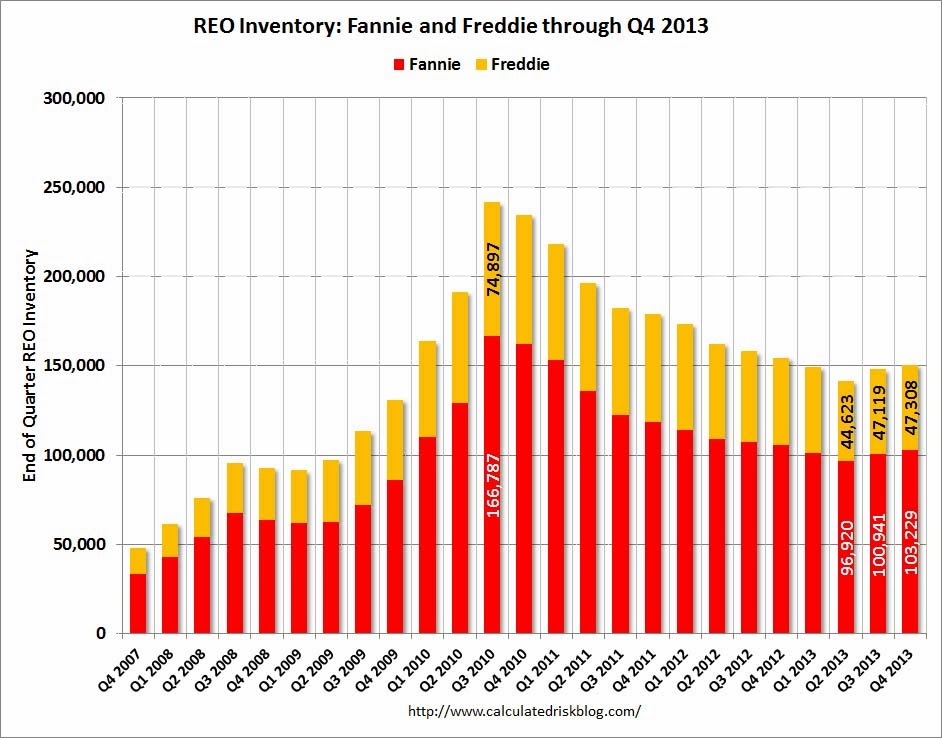 REO Inventory: Fannie and Freddie through Q4 2013
Fannie Freddie
300,000
250,000
200,000
150,000
100,000
50,000
0
End of Quarter REO Inventory
74,897
166,787
44,623
96,920
47,119
100,941
47,308
103,229
Q4 2007
Q1 2008
Q2 2008
Q3 2008
Q4 2008
Q1 2009
Q2 2009
Q3 2009
Q4 2009
Q1 2010
Q2 2010
Q3 2010
Q4 2010
Q1 2011
Q2 2011
Q3 2011
Q4 2011
Q1 2012
Q2 2012
Q3 2012
Q4 2012
Q1 2013
Q2 2013
Q3 2013
Q4 2013
http://www.calculatedriskblog.com/